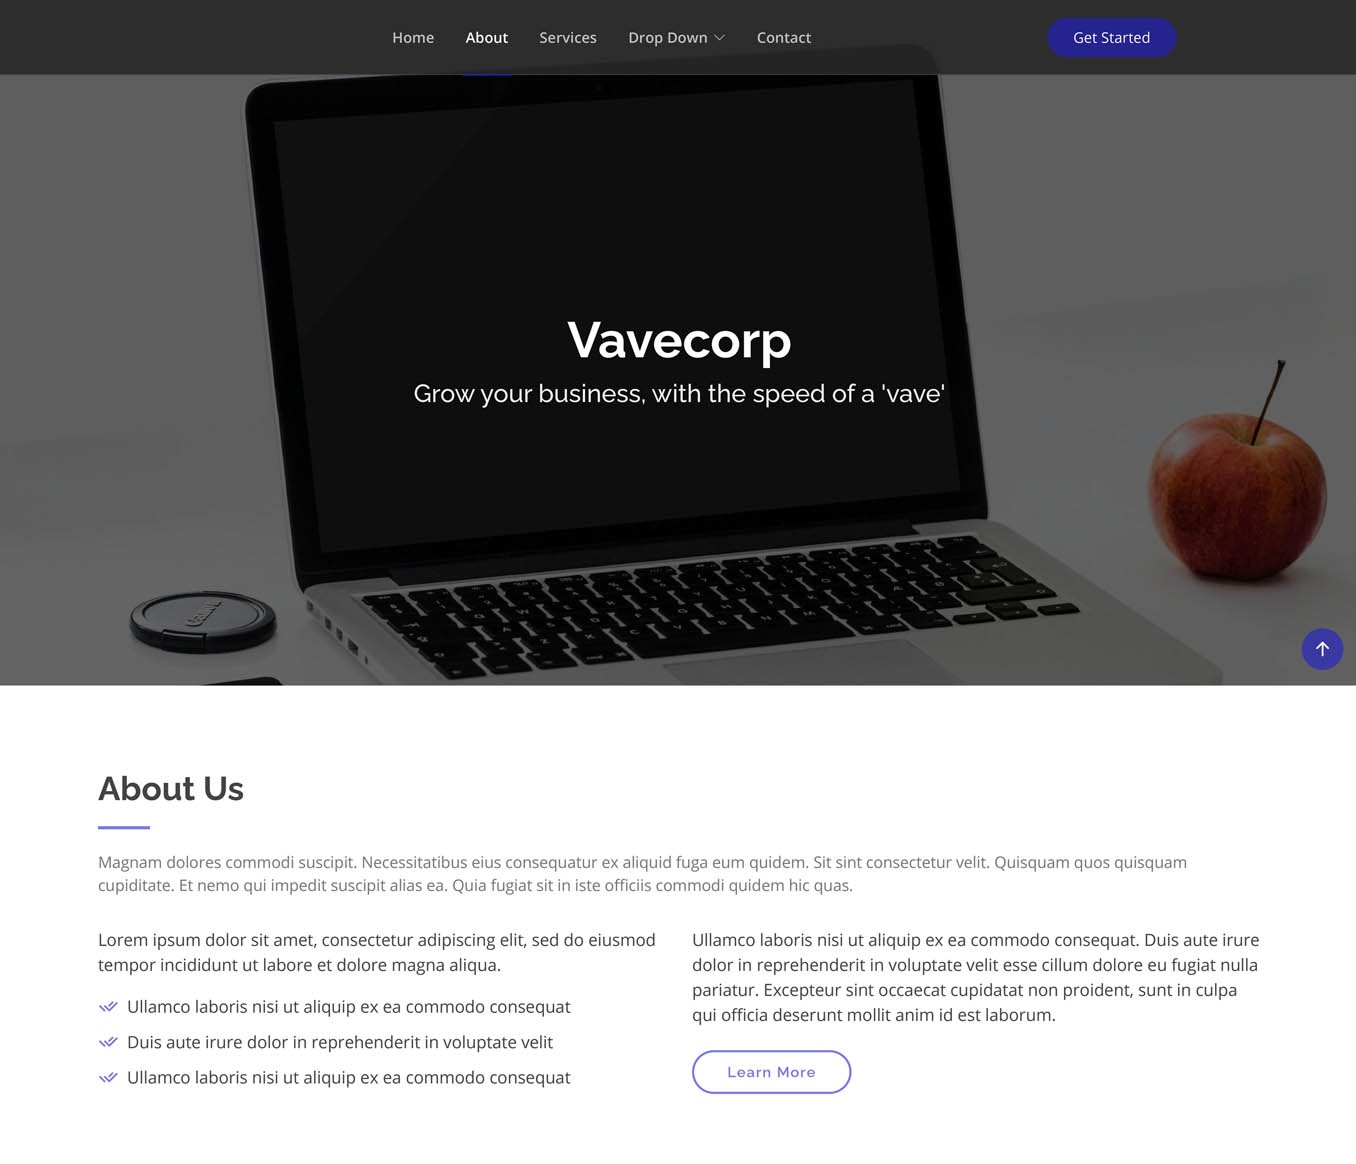 Home About Services Drop Down Contact Get Started
Vavecorp
Grow your business, with the speed of a 'vave'
About Us
Magnam dolores commodi suscipit. Necessitatibus eius consequatur ex aliquid fuga eum quidem. Sit sint consectetur velit. Quisquam quos quisquam
cupiditate. Et nemo qui impedit suscipit alias ea. Quia fugiat sit in iste officiis commodi quidem hic quas.
Lorem ipsum dolor sit amet, consectetur adipiscing elit, sed do eiusmod
tempor incididunt ut labore et dolore magna aliqua.
Ullamco laboris nisi ut aliquip ex ea commodo consequat
Duis aute irure dolor in reprehenderit in voluptate velit
Ullamco laboris nisi ut aliquip ex ea commodo consequat
Ullamco laboris nisi ut aliquip ex ea commodo consequat. Duis aute irure
dolor in reprehenderit in voluptate velit esse cillum dolore eu fugiat nulla
pariatur. Excepteur sint occaecat cupidatat non proident, sunt in culpa
qui officia deserunt mollit anim id est laborum.
Learn More